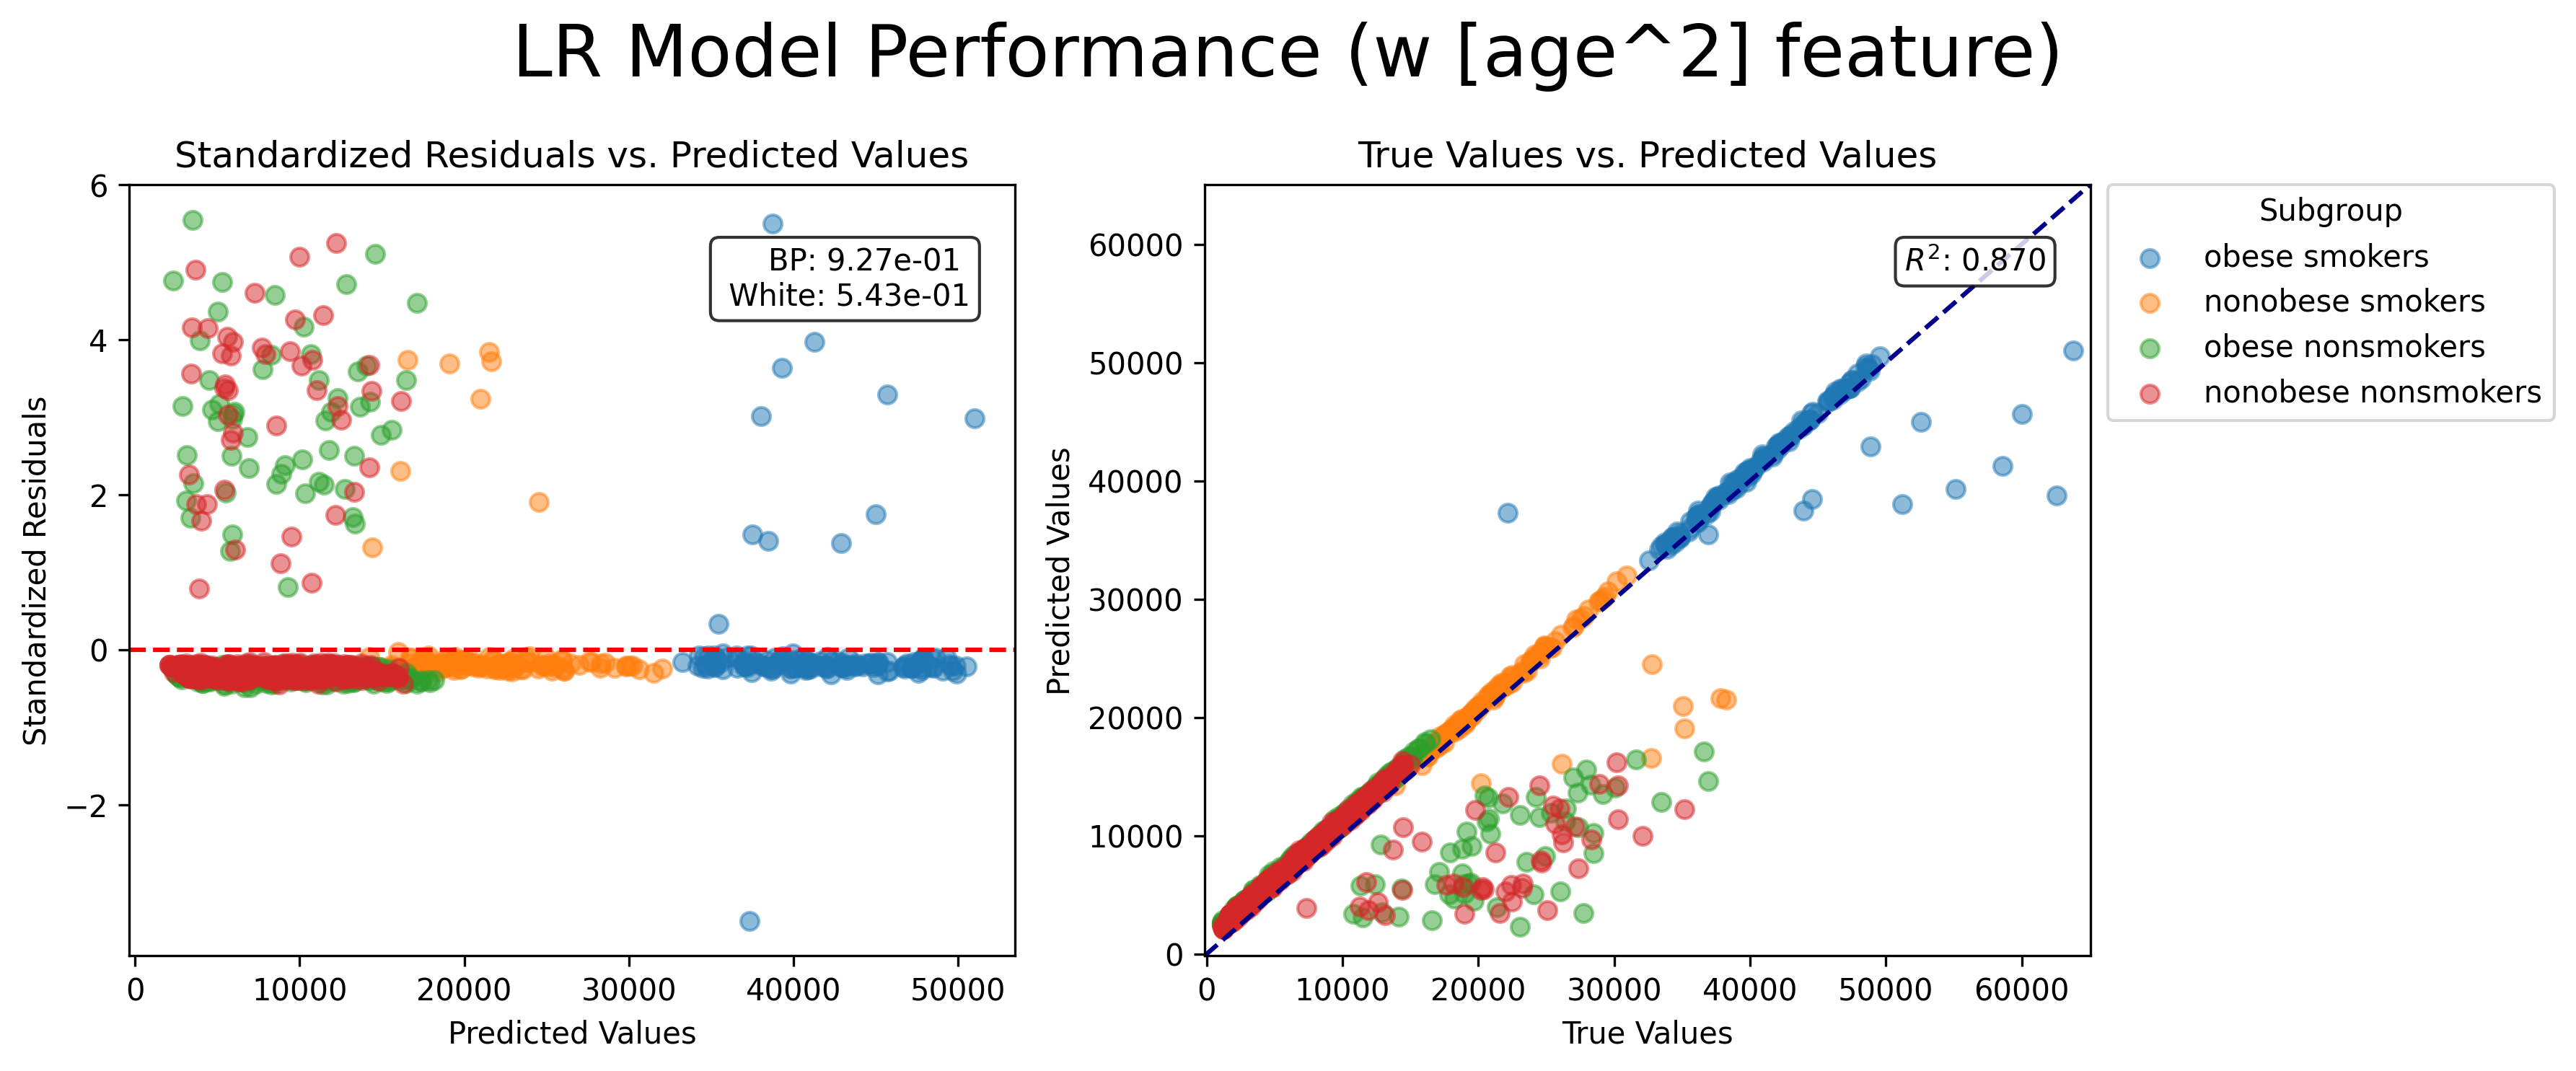 LR Model Performance (w [age^2] feature)
Standardized Residuals vs. Predicted Values
Standardized Residuals
6
4
2
0
−2
BP: 9.27e-01
White: 5.43e-01
0 10000 20000 30000 40000 50000
Predicted Values
True Values vs. Predicted Values
Predicted Values
60000
50000
40000
30000
20000
10000
0
R²: 0.870
0 10000 20000 30000 40000 50000 60000
True Values
Subgroup
obese smokers
nonobese smokers
obese nonsmokers
nonobese nonsmokers